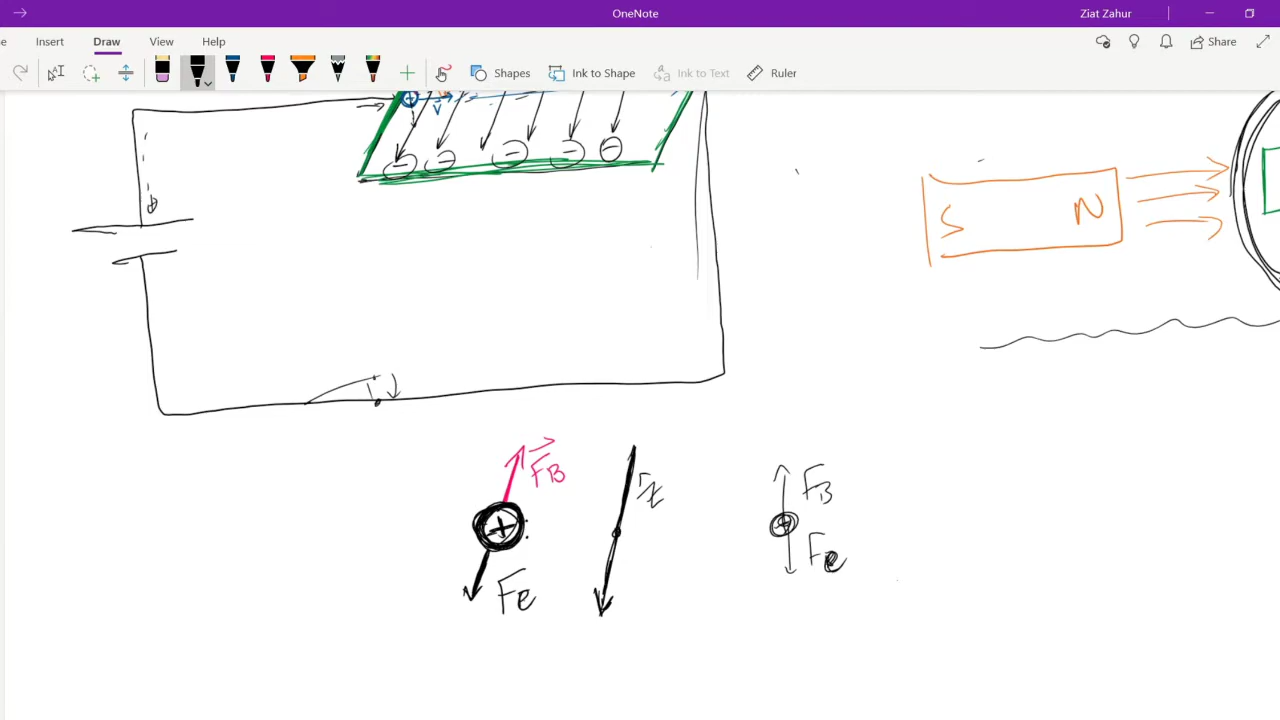 OneNote
Ziat Zahur
Insert Draw View Help
Share
Shapes Ink to Shape Ink to Text Ruler
+ V
− − − − −
S N
FB
+
Fe
FB
+
Fe